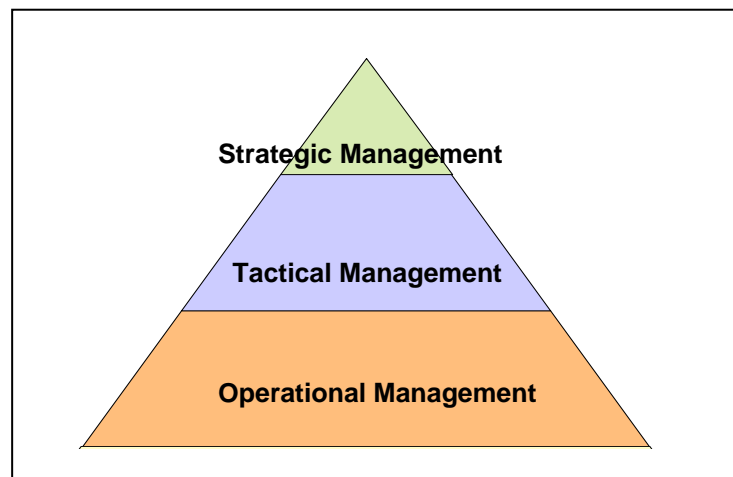 Strategic Management
Tactical Management
Operational Management